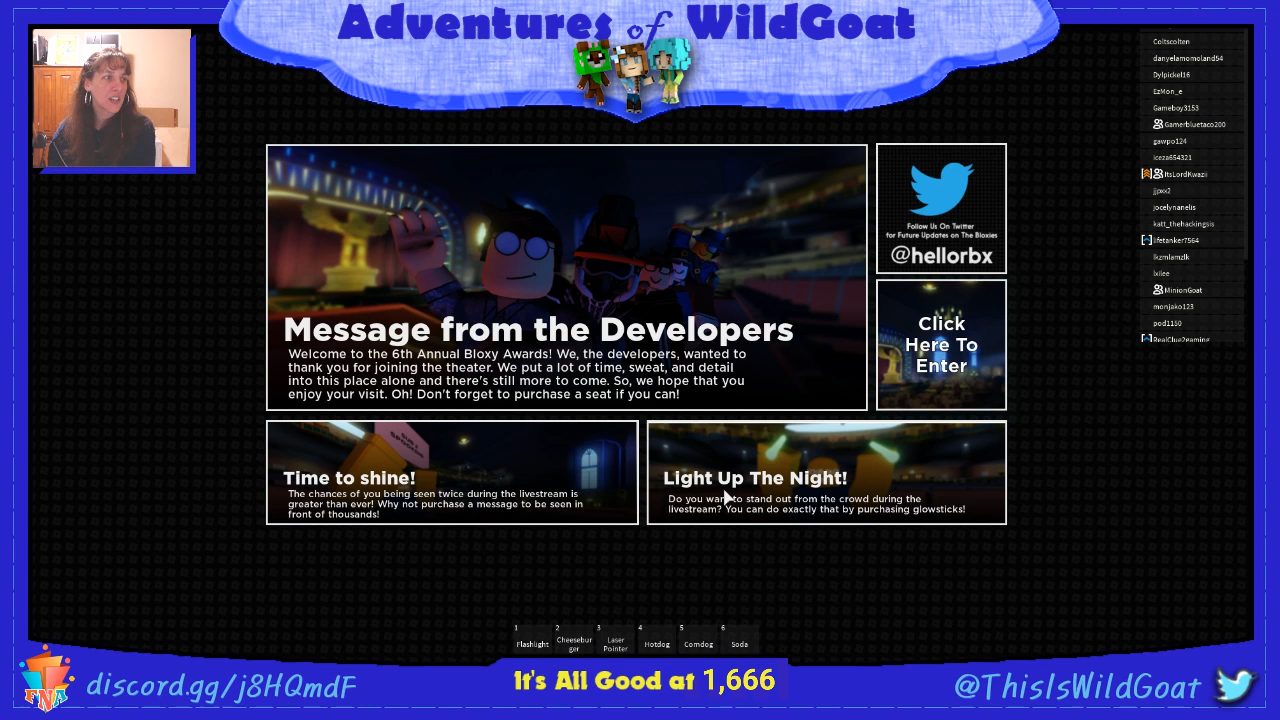 Adventures of WildGoat
Coltscolten
danyelamomoland54
Dylpickel16
EzMon_e
Gameboy3153
Gamerbluetaco200
gawpo124
iceza654321
ItsLordKwazii
jjpxx2
jocelynanelis
katt_thehackingsis
lifetanker7564
lkzmlamzlk
lxilee
MinionGoat
monjako123
pod1150
RealClue2gaming
Message from the Developers
Welcome to the 6th Annual Bloxy Awards! We, the developers, wanted to
thank you for joining the theater. We put a lot of time, sweat, and detail
into this place alone and there's still more to come. So, we hope that you
enjoy your visit. Oh! Don't forget to purchase a seat if you can!
Follow Us On Twitter
for Future Updates on The Bloxies
@hellorbx
Click
Here To
Enter
Time to shine!
The chances of you being seen twice during the livestream is
greater than ever! Why not purchase a message to be seen in
front of thousands!
Light Up The Night!
Do you want to stand out from the crowd during the
livestream? You can do exactly that by purchasing glowsticks!
1 2 3 4 5 6
Flashlight
Cheesebur
ger
Laser
Pointer
Hotdog
Corndog
Soda
FNA
discord.gg/j8HQmdF
It's All Good at 1,666
@ThisIsWildGoat